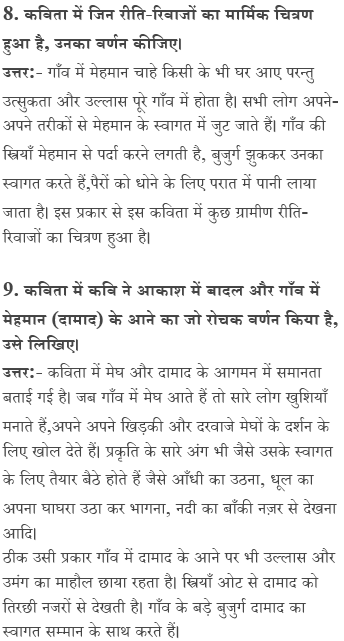 8. कविता में जिन रीति-रिवाजों का मार्मिक चित्रण
हुआ है, उनका वर्णन कीजिए।
उत्तर:- गाँव में मेहमान चाहे किसी के भी घर आए परन्तु
उत्सुकता और उल्लास पूरे गाँव में होता है। सभी लोग अपने-
अपने तरीकों से मेहमान के स्वागत में जुट जाते हैं। गाँव की
स्त्रियाँ मेहमान से पर्दा करने लगती है, बुजुर्ग झुककर उनका
स्वागत करते हैं,पैरों को धोने के लिए परात में पानी लाया
जाता है। इस प्रकार से इस कविता में कुछ ग्रामीण रीति-
रिवाजों का चित्रण हुआ है।
9. कविता में कवि ने आकाश में बादल और गाँव में
मेहमान (दामाद) के आने का जो रोचक वर्णन किया है,
उसे लिखिए।
उत्तर:- कविता में मेघ और दामाद के आगमन में समानता
बताई गई है। जब गाँव में मेघ आते हैं तो सारे लोग खुशियाँ
मनाते हैं,अपने अपने खिड़की और दरवाजे मेघों के दर्शन के
लिए खोल देते हैं। प्रकृति के सारे अंग भी जैसे उसके स्वागत
के लिए तैयार बैठे होते हैं जैसे आँधी का उठना, धूल का
अपना घाघरा उठा कर भागना, नदी का बाँकी नज़र से देखना
आदि।
ठीक उसी प्रकार गाँव में दामाद के आने पर भी उल्लास और
उमंग का माहौल छाया रहता है। स्त्रियाँ ओट से दामाद को
तिरछी नजरों से देखती है। गाँव के बड़े बुजुर्ग दामाद का
स्वागत सम्मान के साथ करते हैं।